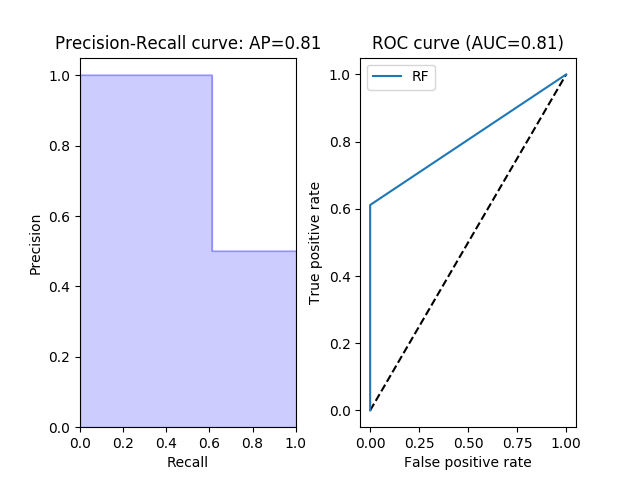 Precision-Recall curve: AP=0.81
1.0
0.8
0.6
0.4
0.2
0.0
Precision
0.0 0.2 0.4 0.6 0.8 1.0
Recall
ROC curve (AUC=0.81)
RF
1.0
0.8
0.6
0.4
0.2
0.0
True positive rate
0.00 0.25 0.50 0.75 1.00
False positive rate